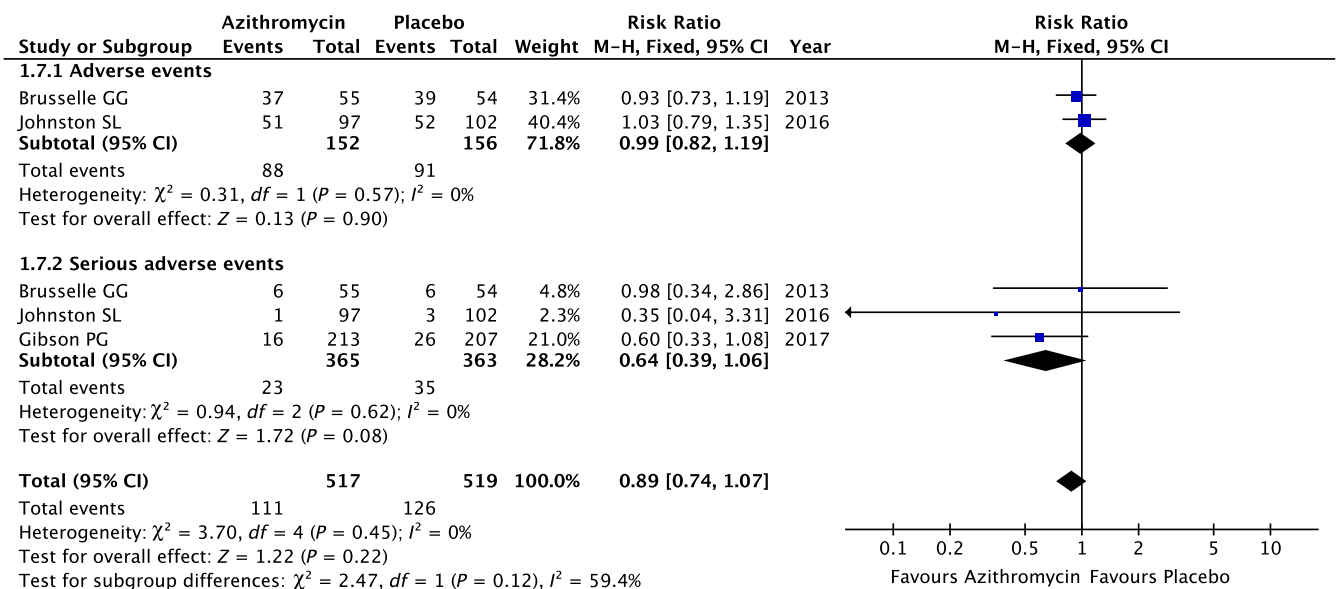 Azithromycin Placebo Risk Ratio Risk Ratio
Study or Subgroup Events Total Events Total Weight M-H, Fixed, 95% CI Year M-H, Fixed, 95% CI
1.7.1 Adverse events
Brusselle GG 37 55 39 54 31.4% 0.93 [0.73, 1.19] 2013
Johnston SL 51 97 52 102 40.4% 1.03 [0.79, 1.35] 2016
Subtotal (95% CI) 152 156 71.8% 0.99 [0.82, 1.19]
Total events 88 91
Heterogeneity: χ² = 0.31, df = 1 (P = 0.57); I² = 0%
Test for overall effect: Z = 0.13 (P = 0.90)
1.7.2 Serious adverse events
Brusselle GG 6 55 6 54 4.8% 0.98 [0.34, 2.86] 2013
Johnston SL 1 97 3 102 2.3% 0.35 [0.04, 3.31] 2016
Gibson PG 16 213 26 207 21.0% 0.60 [0.33, 1.08] 2017
Subtotal (95% CI) 365 363 28.2% 0.64 [0.39, 1.06]
Total events 23 35
Heterogeneity: χ² = 0.94, df = 2 (P = 0.62); I² = 0%
Test for overall effect: Z = 1.72 (P = 0.08)
Total (95% CI) 517 519 100.0% 0.89 [0.74, 1.07]
Total events 111 126
Heterogeneity: χ² = 3.70, df = 4 (P = 0.45); I² = 0%
Test for overall effect: Z = 1.22 (P = 0.22)
Test for subgroup differences: χ² = 2.47, df = 1 (P = 0.12), I² = 59.4%
0.1 0.2 0.5 1 2 5 10
Favours Azithromycin Favours Placebo